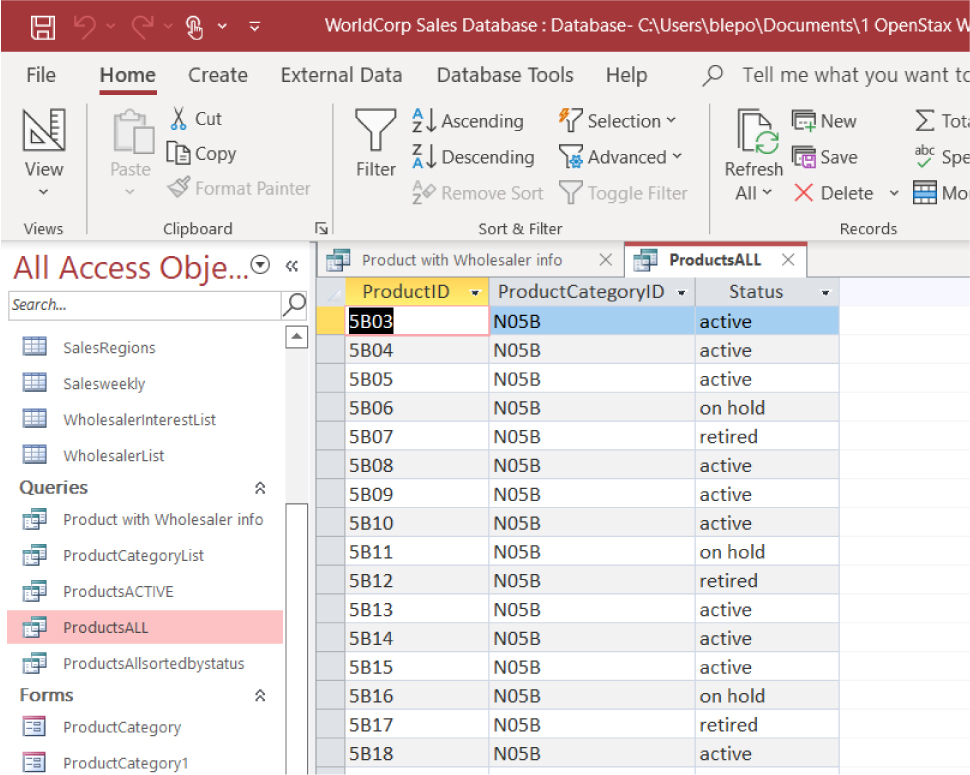 WorldCorp Sales Database : Database- C:\Users\blepo\Documents\1 OpenStax W
File Home Create External Data Database Tools Help Tell me what you want to
View
Views
Paste
Cut
Copy
Format Painter
Clipboard
Filter
Ascending
Descending
Remove Sort
Selection
Advanced
Toggle Filter
Sort & Filter
Refresh
All
New
Save
Delete
Records
Tota
Spe
Mo
All Access Obje...
Search...
SalesRegions
Salesweekly
WholesalerInterestList
WholesalerList
Queries
Product with Wholesaler info
ProductCategoryList
ProductsACTIVE
ProductsALL
ProductsAllsortedbystatus
Forms
ProductCategory
ProductCategory1
Product with Wholesaler info ProductsALL
ProductID ProductCategoryID Status
5B03 N05B active
5B04 N05B active
5B05 N05B active
5B06 N05B on hold
5B07 N05B retired
5B08 N05B active
5B09 N05B active
5B10 N05B active
5B11 N05B on hold
5B12 N05B retired
5B13 N05B active
5B14 N05B active
5B15 N05B active
5B16 N05B on hold
5B17 N05B retired
5B18 N05B active